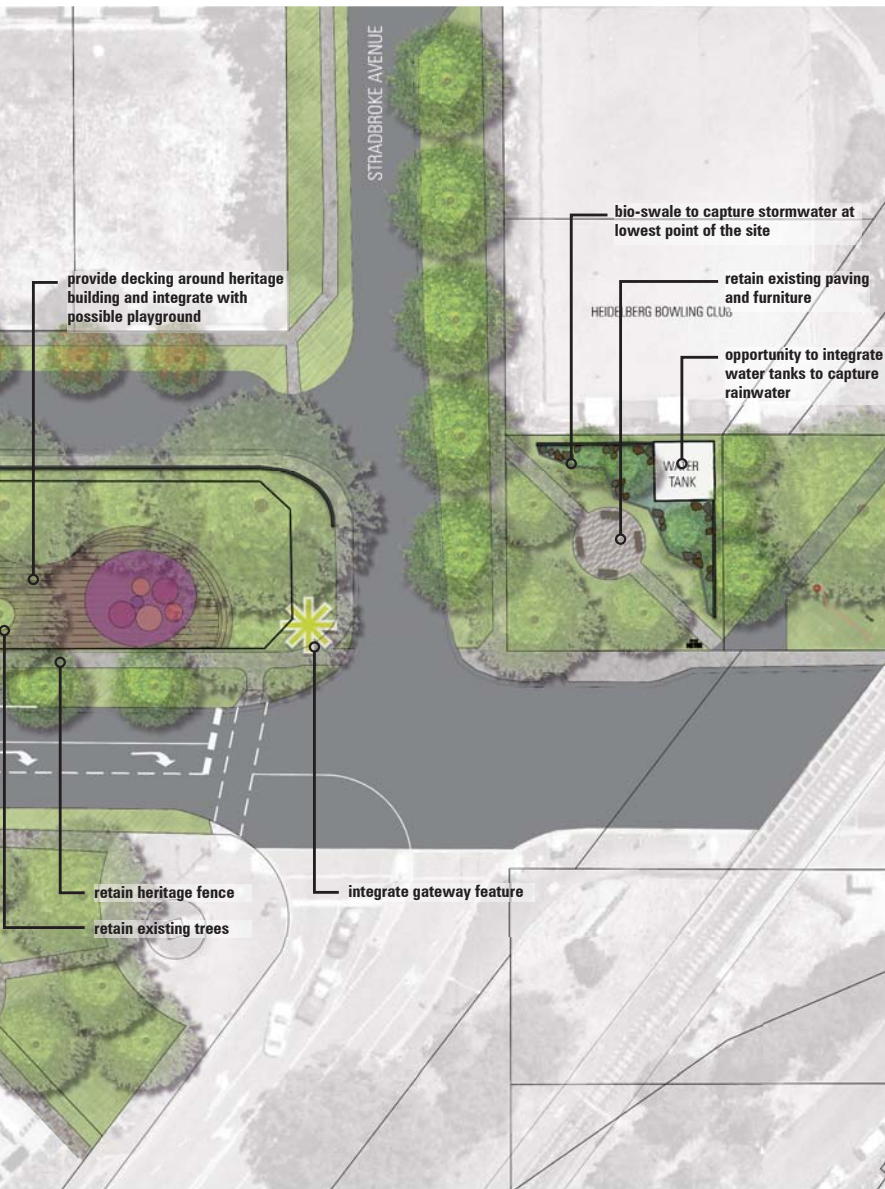 STRADBROKE AVENUE
bio-swale to capture stormwater at
lowest point of the site
provide decking around heritage
building and integrate with
possible playground
retain existing paving
and furniture
HEIDELBERG BOWLING CLUB
opportunity to integrate
water tanks to capture
rainwater
WATER
TANK
retain heritage fence
integrate gateway feature
retain existing trees